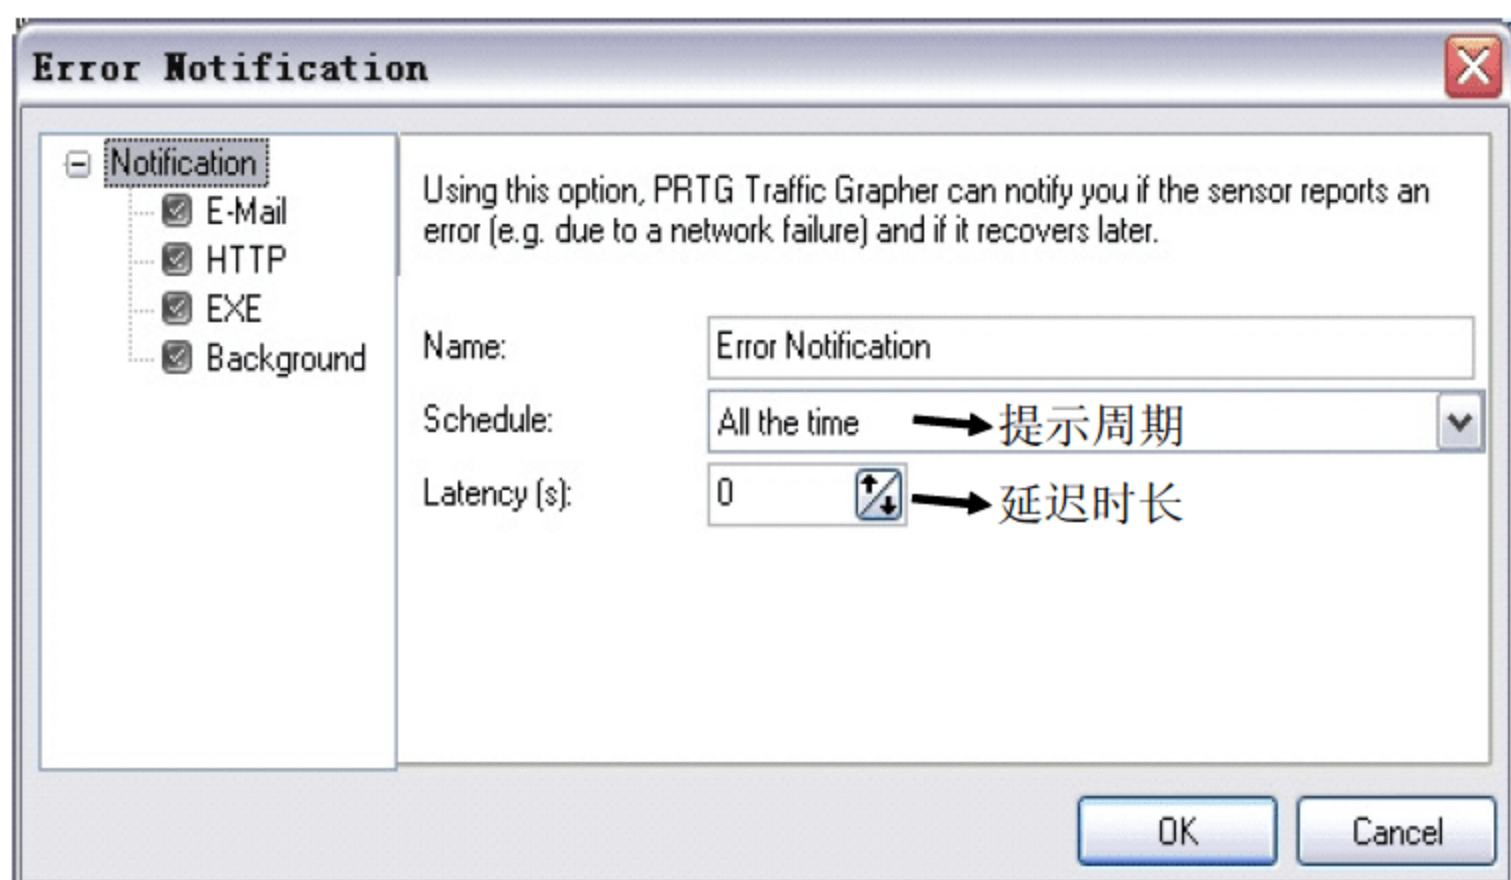 Error Notification
Notification
E-Mail
HTTP
EXE
Background
Using this option, PRTG Traffic Grapher can notify you if the sensor reports an
error (e.g. due to a network failure) and if it recovers later.
Name: Error Notification
Schedule: All the time 提示周期
Latency (s): 0 延迟时长
OK Cancel